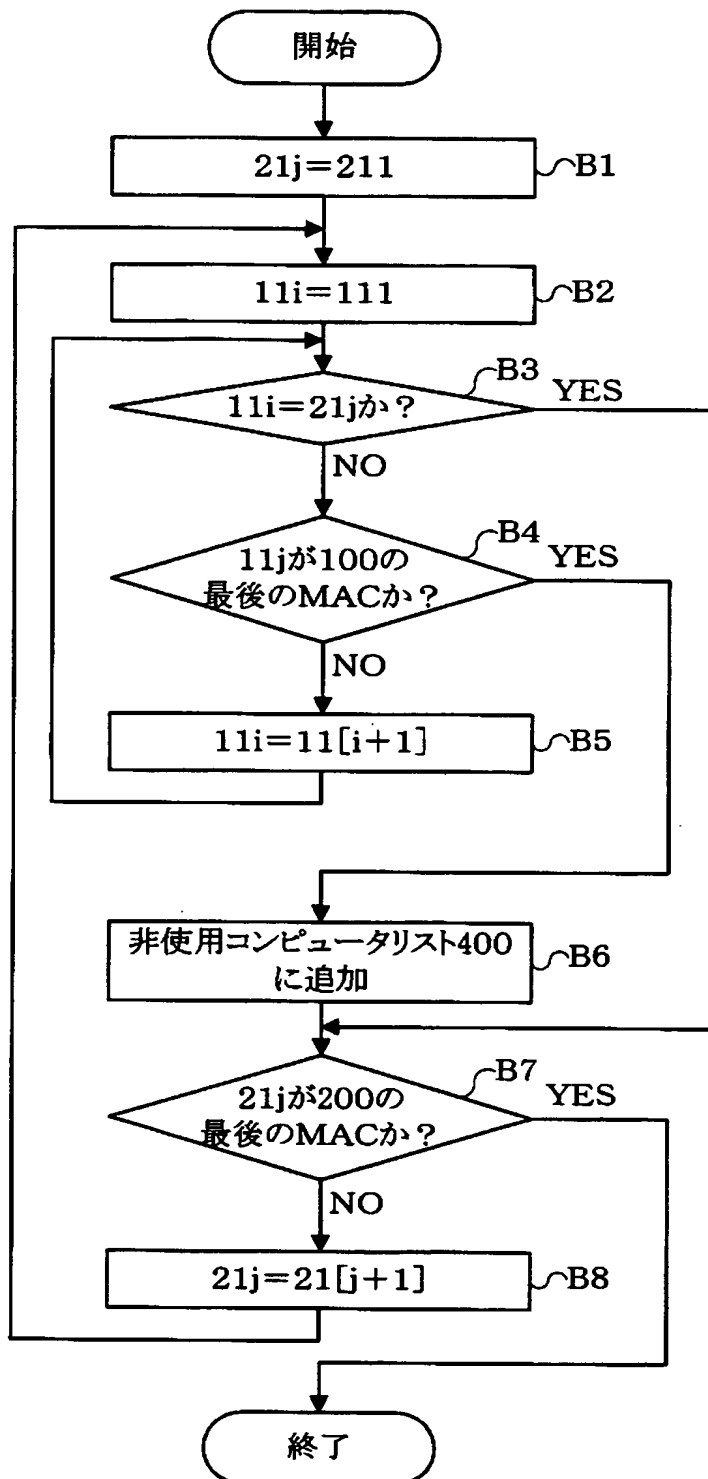 開始
21j=211
B1
11i=111
B2
B3
11i=21jか?
YES
NO
B4
11jが100の
最後のMACか?
YES
NO
11i=11[i+1]
B5
非使用コンピュータリスト400
に追加
B6
B7
21jが200の
最後のMACか?
YES
NO
21j=21[j+1]
B8
終了